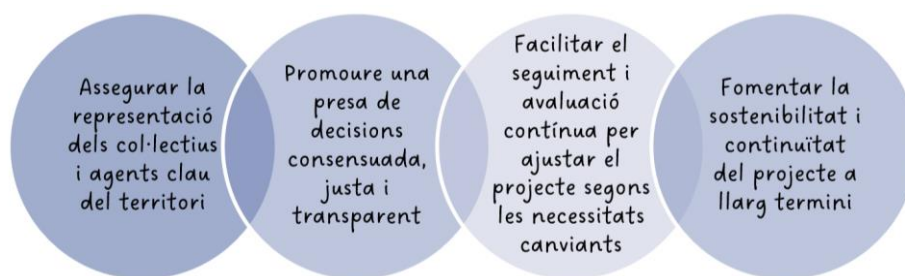 Assegurar la
representació
dels col·lectius
i agents clau
del territori
Promoure una
presa de
decisions
consensuada,
justa i
transparent
Facilitar el
seguiment i
avaluació
contínua per
ajustar el
projecte segons
les necessitats
canviants
Fomentar la
sostenibilitat i
continuïtat
del projecte a
llarg termini